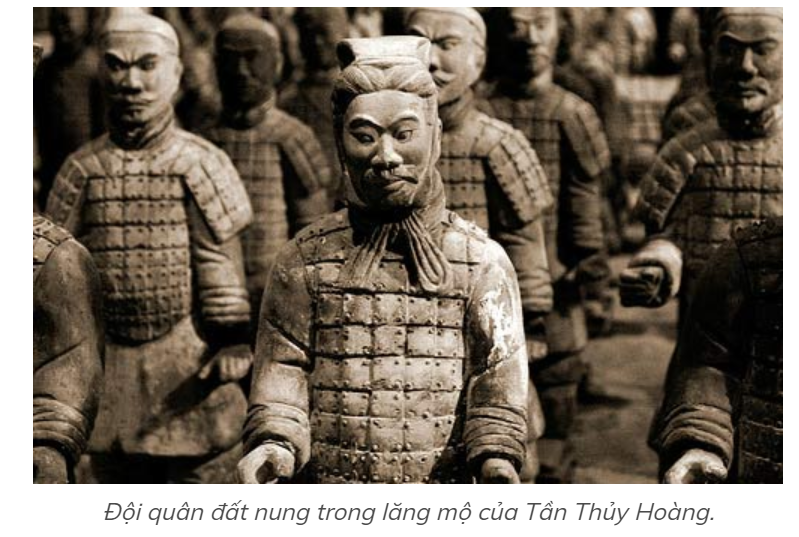 Đội quân đất nung trong lăng mộ của Tần Thủy Hoàng.